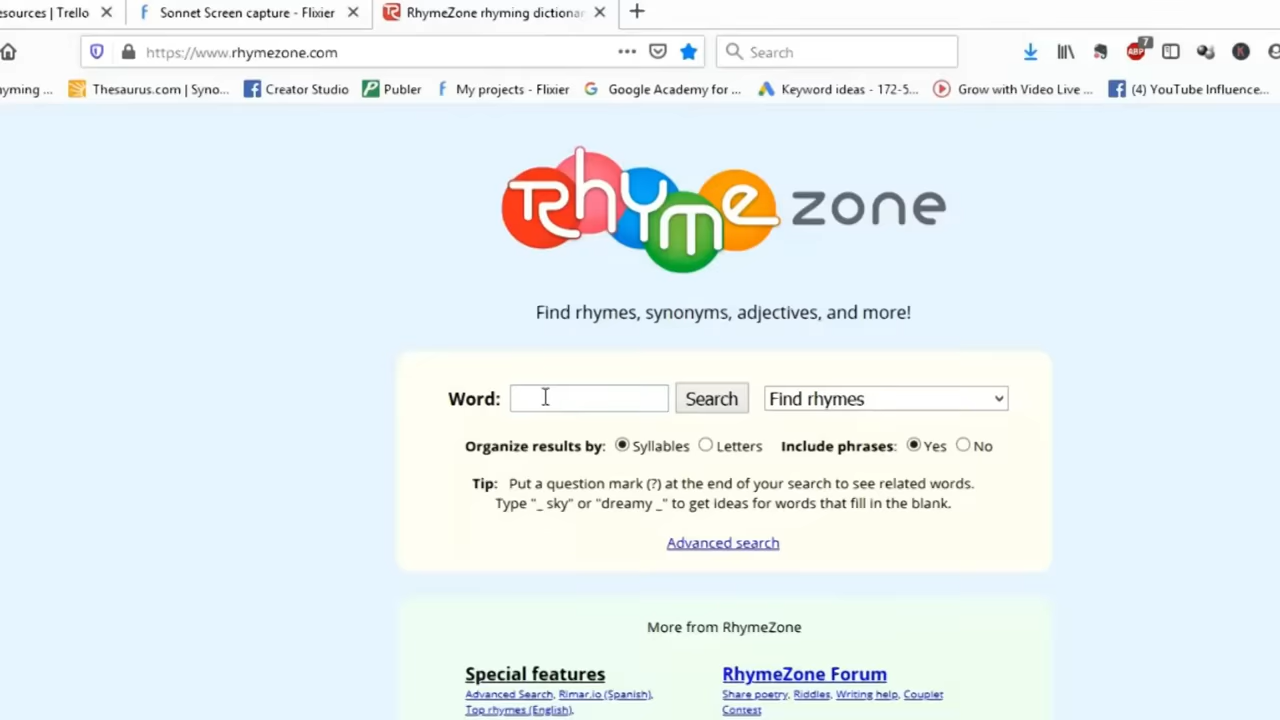 esources | Trello
Sonnet Screen capture - Flixier
RhymeZone rhyming dictionar
https://www.rhymezone.com
Search
7
hyming ...
Thesaurus.com | Syno...
Creator Studio
Publer
My projects - Flixier
Google Academy for ...
Keyword ideas - 172-5...
Grow with Video Live ...
(4) YouTube Influence...
Rhyme zone
Find rhymes, synonyms, adjectives, and more!
Word:
Search
Find rhymes
Organize results by: Syllables Letters Include phrases: Yes No
Tip: Put a question mark (?) at the end of your search to see related words.
Type "_ sky" or "dreamy _" to get ideas for words that fill in the blank.
Advanced search
More from RhymeZone
Special features
Advanced Search, Rimar.io (Spanish),
Top rhymes (English),
RhymeZone Forum
Share poetry, Riddles, Writing help, Couplet
Contest